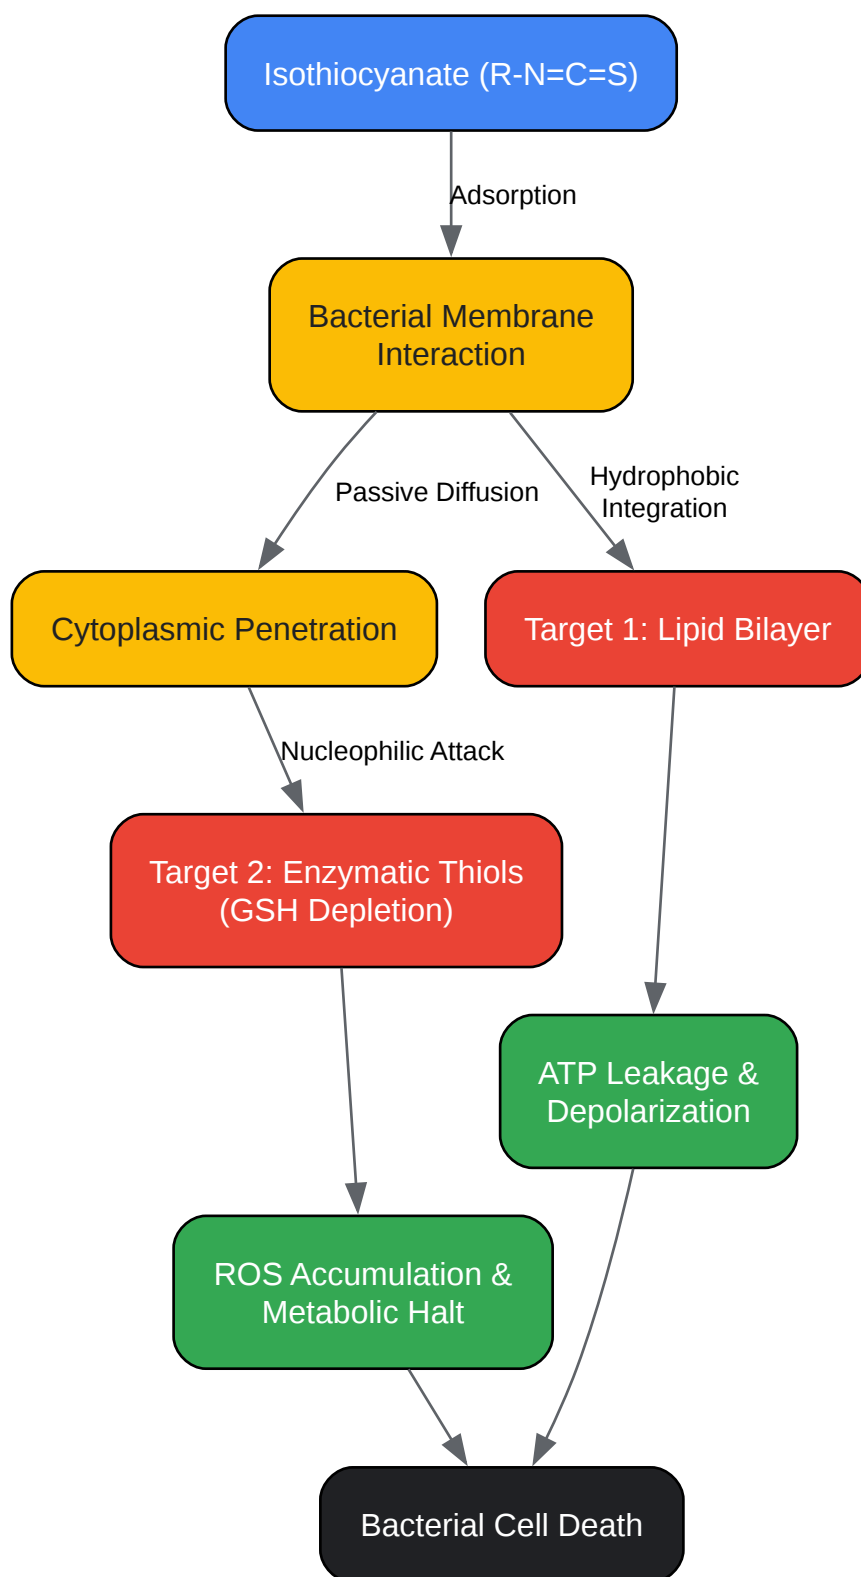 Isothiocyanate (R-N=C=S)
Adsorption
Bacterial Membrane
Interaction
Passive Diffusion
Hydrophobic
Integration
Cytoplasmic Penetration
Target 1: Lipid Bilayer
Nucleophilic Attack
Target 2: Enzymatic Thiols
(GSH Depletion)
ATP Leakage &
Depolarization
ROS Accumulation &
Metabolic Halt
Bacterial Cell Death